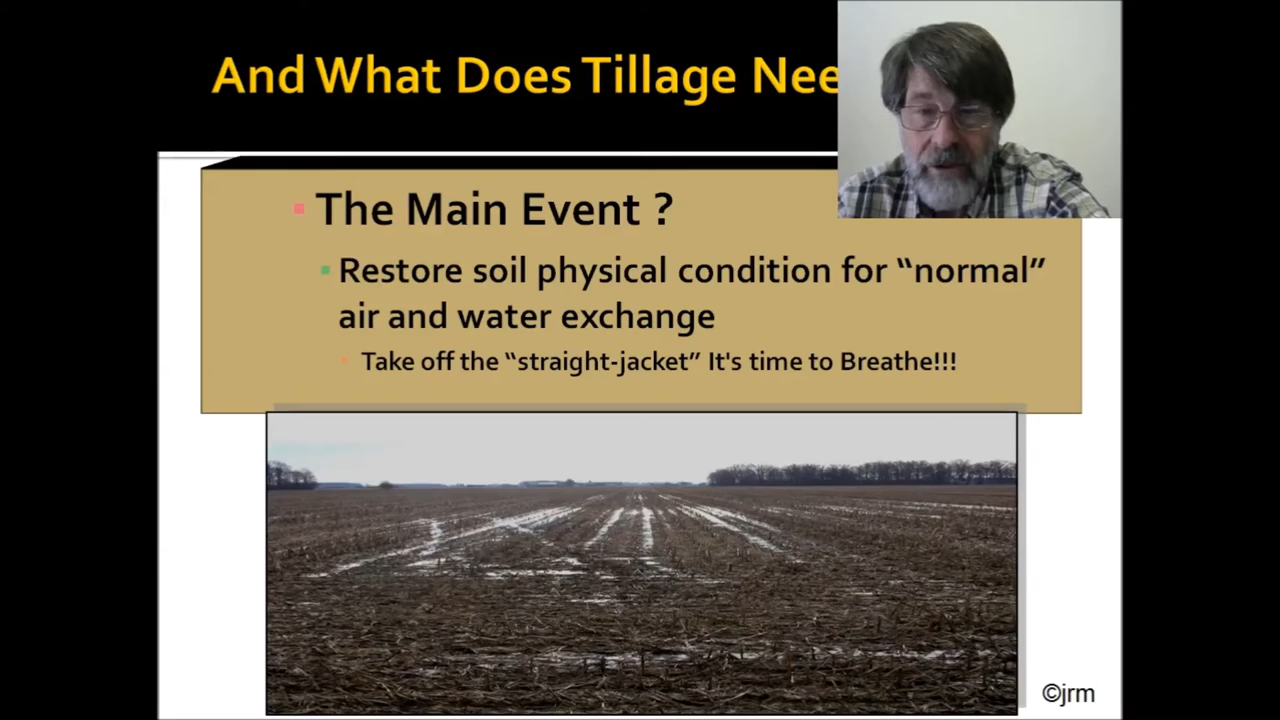 And What Does Tillage
The Main Event ?
Restore soil physical condition for “normal”
air and water exchange
Take off the “straight-jacket” It's time to Breathe!!!
©jrm